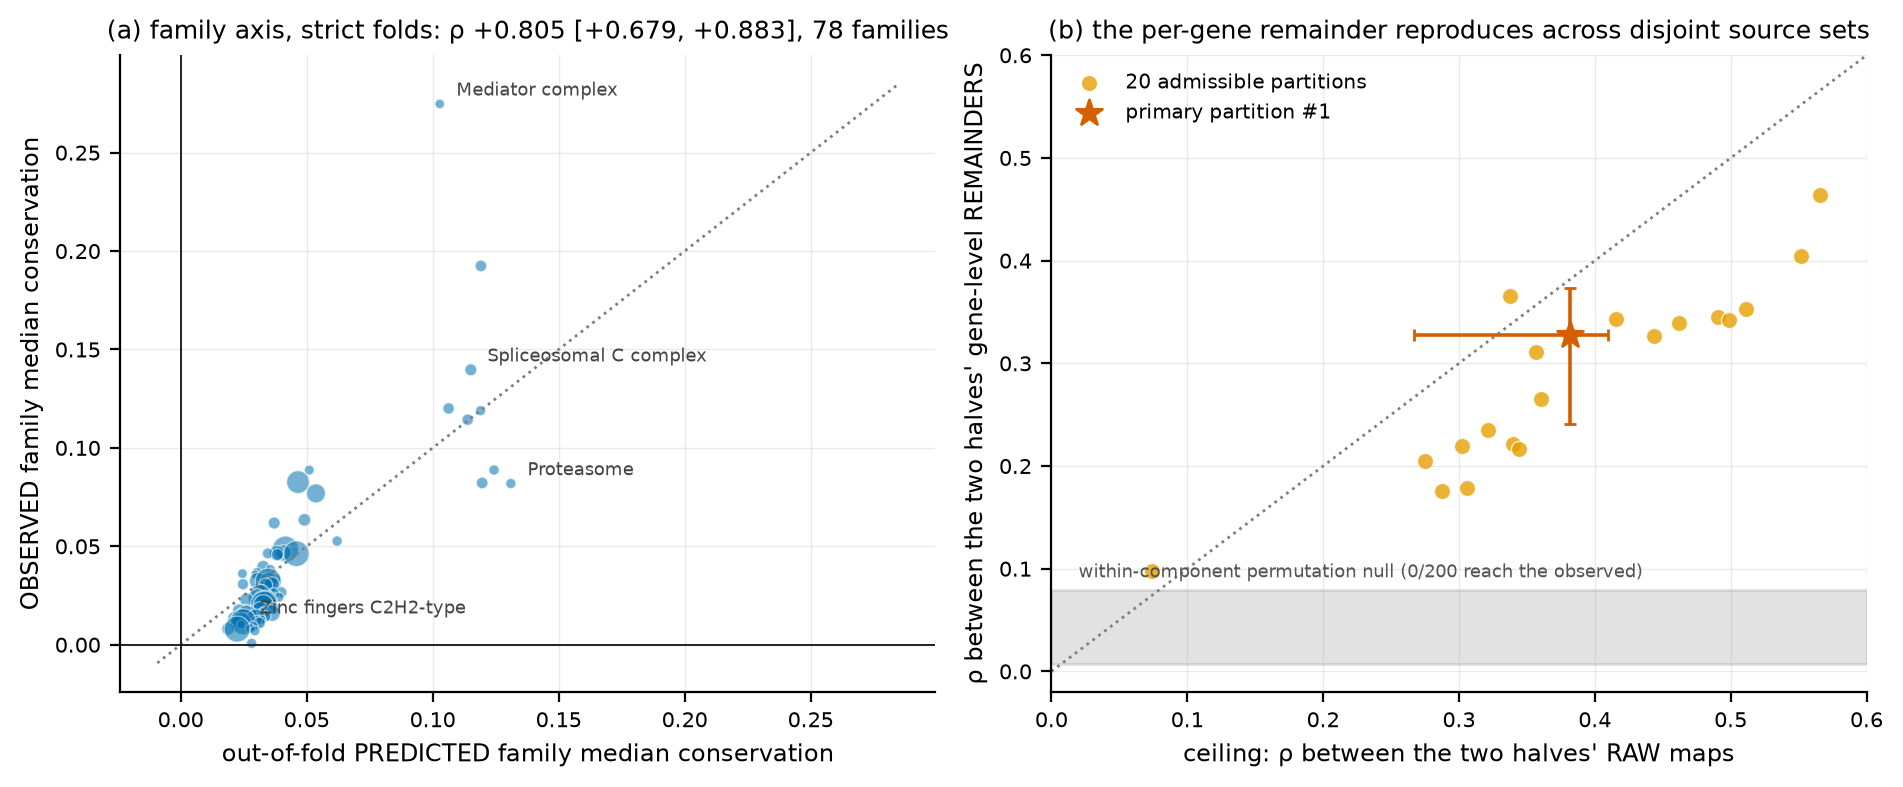 (a) family axis, strict folds: ρ +0.805 [+0.679, +0.883], 78 families
OBSERVED family median conservation
0.25
0.20
0.15
0.10
0.05
0.00
Mediator complex
Spliceosomal C complex
Proteasome
Zinc fingers C2H2-type
0.00
0.05
0.10
0.15
0.20
0.25
out-of-fold PREDICTED family median conservation
(b) the per-gene remainder reproduces across disjoint source sets
ρ between the two halves' gene-level REMAINDERS
0.6
0.5
0.4
0.3
0.2
0.1
0.0
20 admissible partitions
primary partition #1
within-component permutation null (0/200 reach the observed)
0.0
0.1
0.2
0.3
0.4
0.5
0.6
ceiling: ρ between the two halves' RAW maps